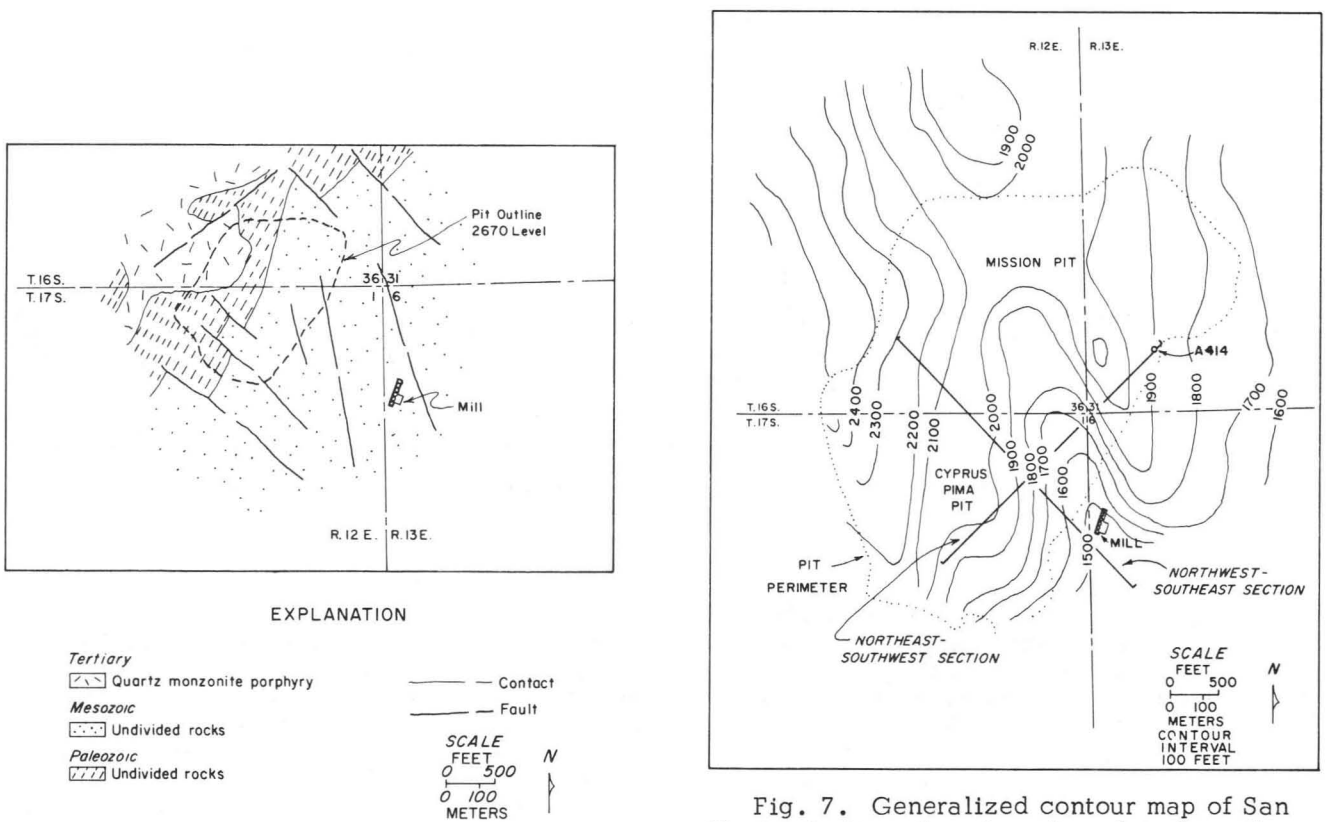 Pit Outline
2670 Level
T.16S.
T.17S.
36 31
1 6
Mill
R.12 E. R.13E.
EXPLANATION
Tertiary
Quartz monzonite porphyry
Mesozoic
Undivided rocks
Paleozoic
Undivided rocks
Contact
Fault
SCALE
FEET
0 500
0 100
METERS
N
R.12E. R.13E.
1900
2000
MISSION PIT
A414
T.16S.
T.17S.
36 31
1 6
2400
2300
2200
2100
2000
1900
1800
1700
1600
1500
1900
1800
1700
1600
CYPRUS
PIMA
PIT
MILL
PIT
PERIMETER
NORTHWEST-
SOUTHEAST SECTION
NORTHEAST-
SOUTHWEST SECTION
SCALE
FEET
0 500
0 100
METERS
CONTOUR
INTERVAL
100 FEET
N
Fig. 7. Generalized contour map of San